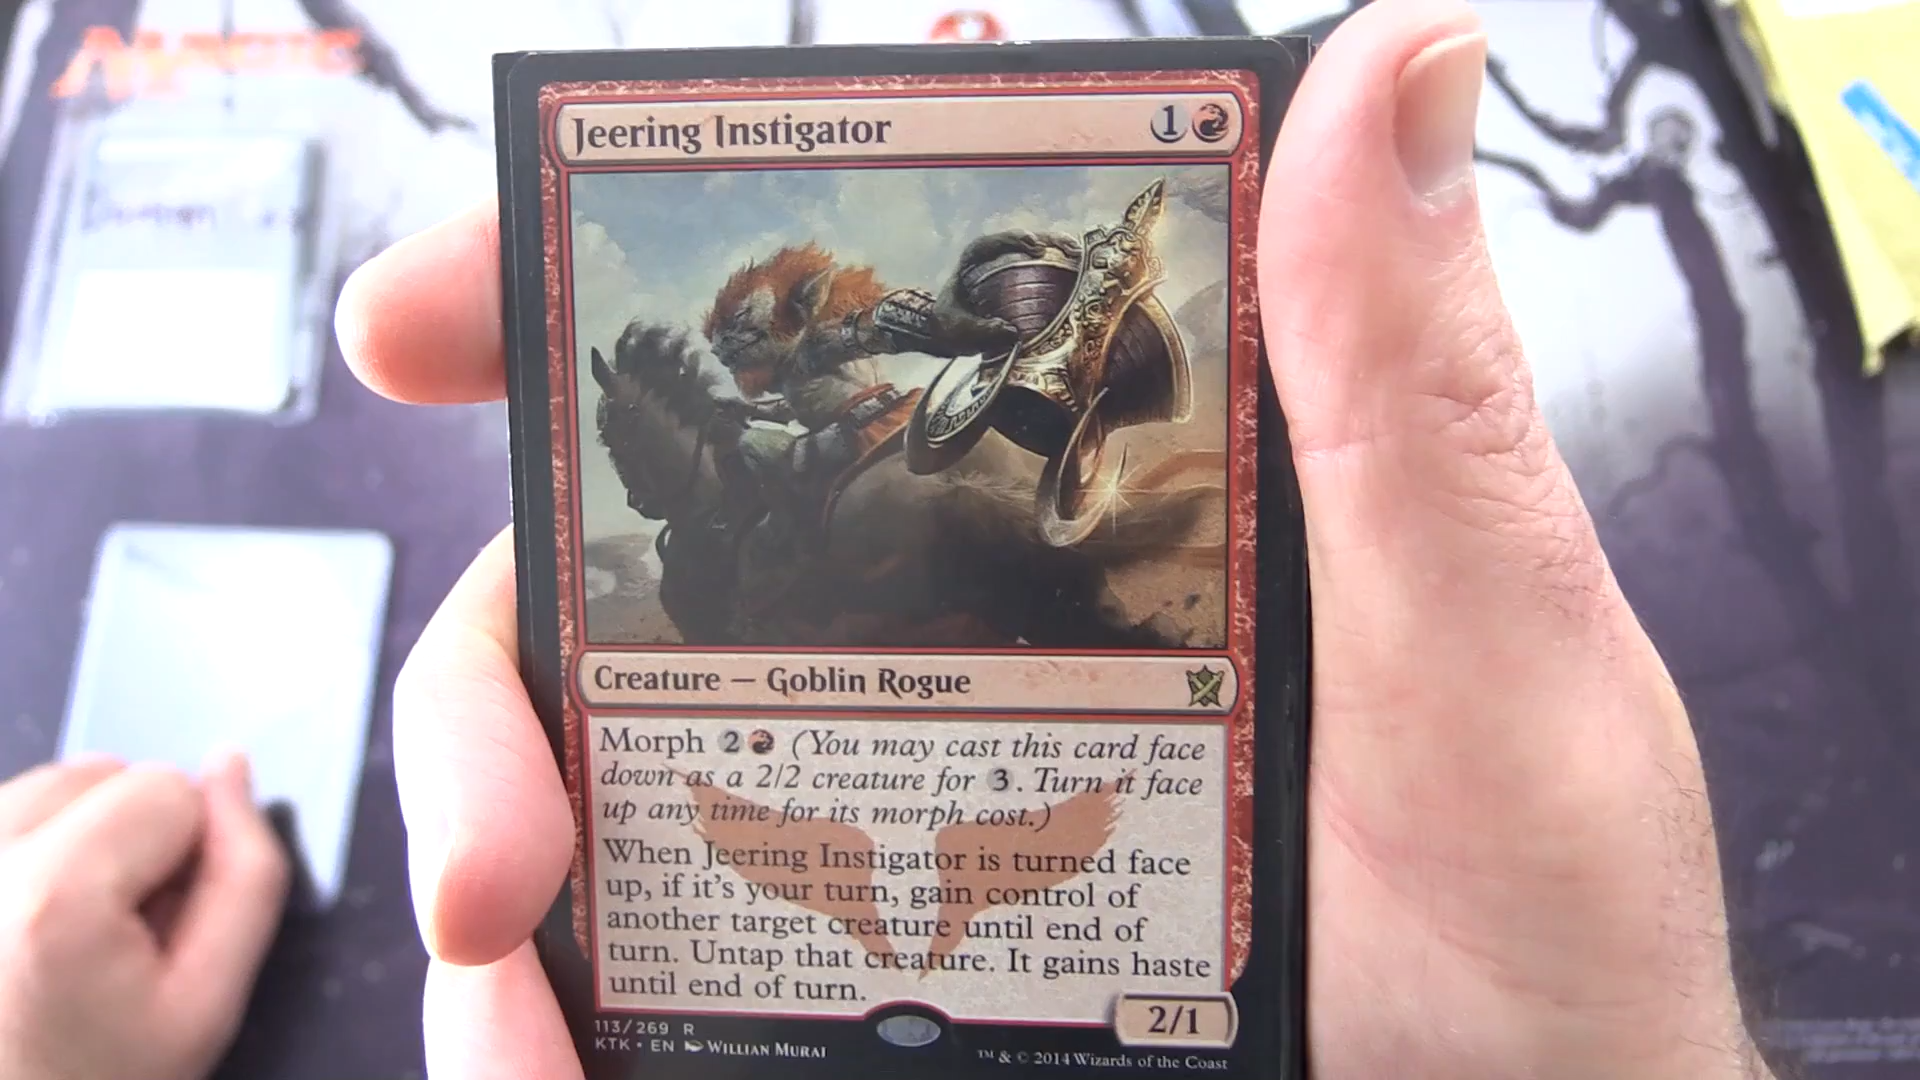 MAGIC
Jeering Instigator 1
Creature — Goblin Rogue
Morph 2 (You may cast this card face
down as a 2/2 creature for 3. Turn it face
up any time for its morph cost.)
When Jeering Instigator is turned face
up, if it's your turn, gain control of
another target creature until end of
turn. Untap that creature. It gains haste
until end of turn.
2/1
113/269 R
KTK • EN WILLIAN MURAI
™ & © 2014 Wizards of the Coast